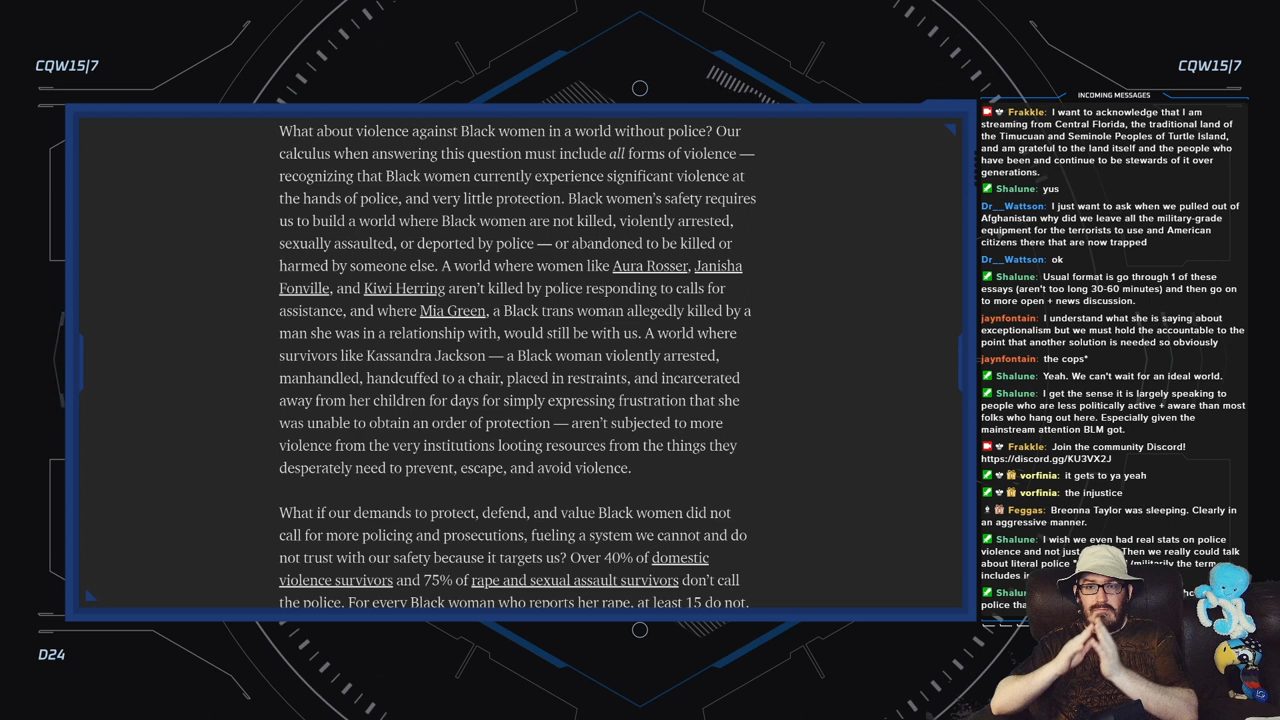 CQW15|7
CQW15|7
What about violence against Black women in a world without police? Our
calculus when answering this question must include all forms of violence —
recognizing that Black women currently experience significant violence at
the hands of police, and very little protection. Black women's safety requires
us to build a world where Black women are not killed, violently arrested,
sexually assaulted, or deported by police — or abandoned to be killed or
harmed by someone else. A world where women like Aura Rosser, Janisha
Fonville, and Kiwi Herring aren't killed by police responding to calls for
assistance, and where Mia Green, a Black trans woman allegedly killed by a
man she was in a relationship with, would still be with us. A world where
survivors like Kassandra Jackson — a Black woman violently arrested,
manhandled, handcuffed to a chair, placed in restraints, and incarcerated
away from her children for days for simply expressing frustration that she
was unable to obtain an order of protection — aren't subjected to more
violence from the very institutions looting resources from the things they
desperately need to prevent, escape, and avoid violence.
What if our demands to protect, defend, and value Black women did not
call for more policing and prosecutions, fueling a system we cannot and do
not trust with our safety because it targets us? Over 40% of domestic
violence survivors and 75% of rape and sexual assault survivors don't call
the police. For every Black woman who reports her rape, at least 15 do not.
INCOMING MESSAGES
Frakkle: I want to acknowledge that I am
streaming from Central Florida, the traditional land of
the Timucuan and Seminole Peoples of Turtle Island,
and am grateful to the land itself and the people who
have been and continue to be stewards of it over
generations.
Shalune: yus
Dr__Wattson: I just want to ask when we pulled out of
Afghanistan why did we leave all the military-grade
equipment for the terrorists to use and American
citizens there that are now trapped
Dr__Wattson: ok
Shalune: Usual format is go through 1 of these
essays (aren't too long 30-60 minutes) and then go on
to more open + news discussion.
jaynfontain: I understand what she is saying about
exceptionalism but we must hold the accountable to the
point that another solution is needed so obviously
jaynfontain: the cops*
Shalune: Yeah. We can't wait for an ideal world.
Shalune: I get the sense it is largely speaking to
people who are less politically active + aware than most
folks who hang out here. Especially given the
mainstream attention BLM got.
Frakkle: Join the community Discord!
https://discord.gg/KU3VX2J
vorfinia: it gets to ya yeah
vorfinia: the injustice
Feggas: Breonna Taylor was sleeping. Clearly in
an aggressive manner.
Shalune: I wish we even had real stats on police
violence and not just Then we really could talk
about literal police the term
includes
police
D24